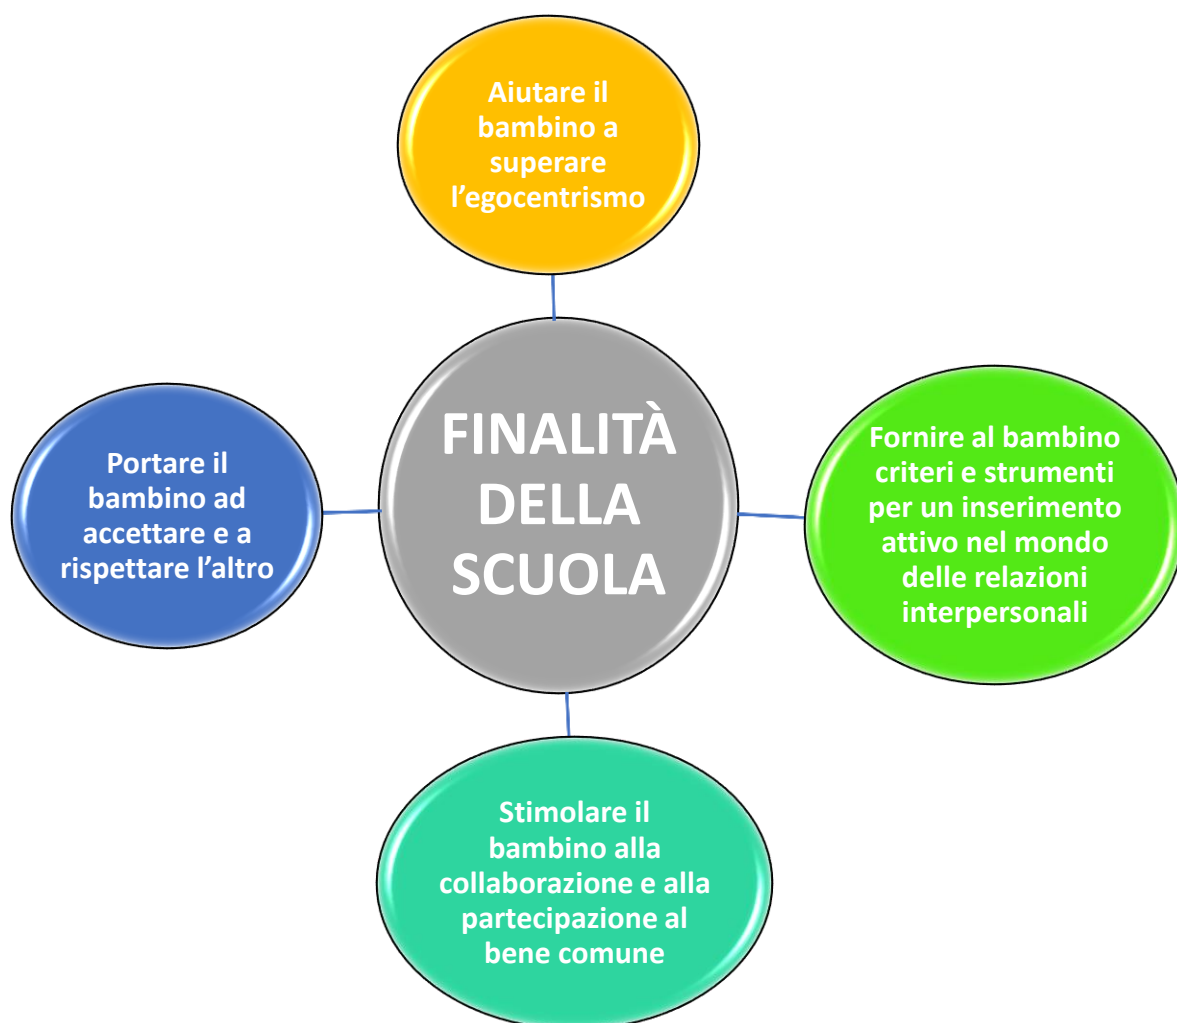 Aiutare il
bambino a
superare
l’egocentrismo
FINALITÀ
DELLA
SCUOLA
Portare il
bambino ad
accettare e a
rispettare l’altro
Fornire al bambino
criteri e strumenti
per un inserimento
attivo nel mondo
delle relazioni
interpersonali
Stimolare il
bambino alla
collaborazione e alla
partecipazione al
bene comune